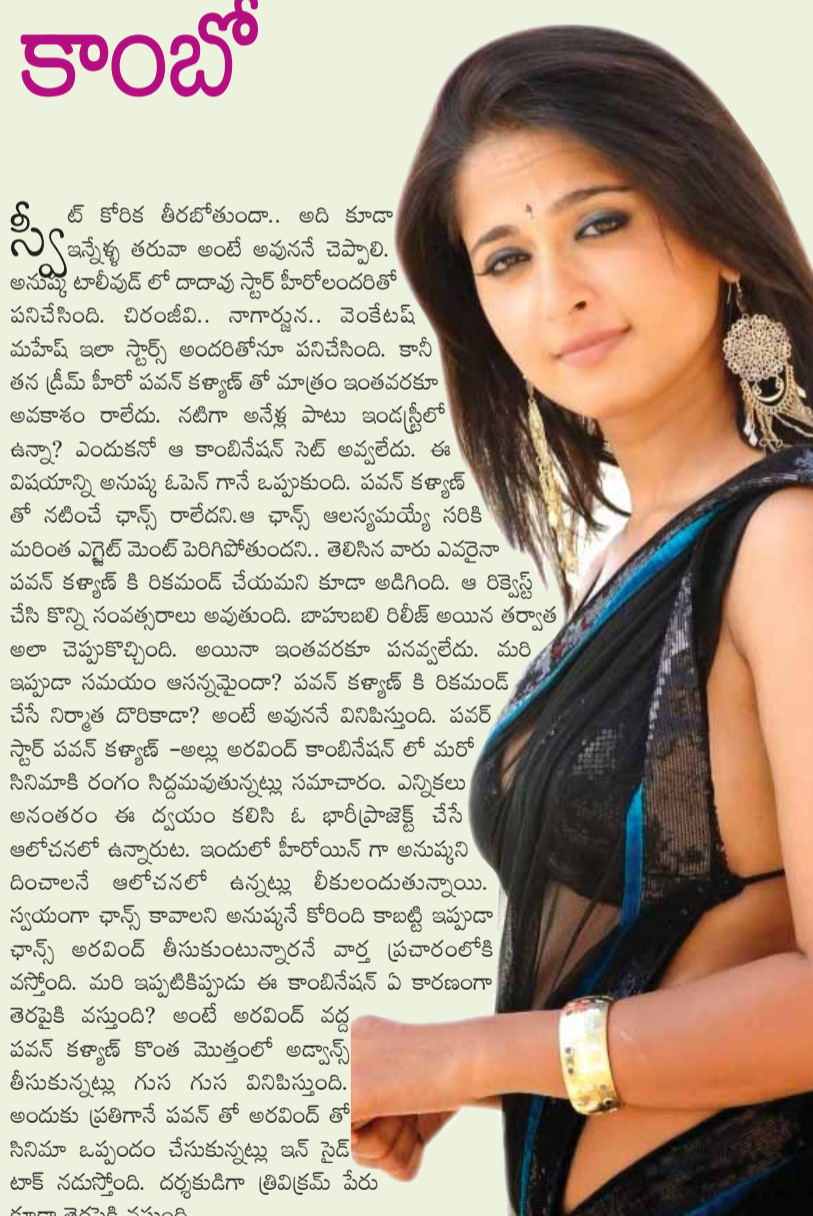 కాంబో
స్వీట్ కోరిక తీరబోతుందా.. అది కూడా
ఇన్నేళ్ళ తరువా అంటే అవుననే చెప్పాలి.
అనుష్క టాలీవుడ్ లో దాదావు స్టార్ హీరోలందరితో
పనిచేసింది. చిరంజీవి.. నాగార్జున.. వెంకేటష్
మహేష్ ఇలా స్టార్స్ అందరితోనూ పనిచేసింది. కానీ
తన డ్రీమ్ హీరో పవన్ కళ్యాణ్ తో మాత్రం ఇంతవరకూ
అవకాశం రాలేదు. నటిగా అనేళ్ల పాటు ఇండస్ట్రీలో
ఉన్నా? ఎందుకనో ఆ కాంబినేషన్ సెట్ అవ్వలేదు. ఈ
విషయాన్ని అనుష్క ఓపెన్ గానే ఒప్పుకుంది. పవన్ కళ్యాణ్
తో నటించే ఛాన్స్ రాలేదని.ఆ ఛాన్స్ ఆలస్యమయ్యే సరికి
మరింత ఎగ్జైట్ మెంట్ పెరిగిపోతుందని.. తెలిసిన వారు ఎవరైనా
పవన్ కళ్యాణ్ కి రికమండ్ చేయమని కూడా అడిగింది. ఆ రిక్వెస్ట్
చేసి కొన్ని సంవత్సరాలు అవుతుంది. బాహుబలి రిలీజ్ అయిన తర్వాత
అలా చెప్పుకొచ్చింది. అయినా ఇంతవరకూ పనవ్వలేదు. మరి
ఇప్పుడా సమయం ఆసన్నమైందా? పవన్ కళ్యాణ్ కి రికమండ్
చేసే నిర్మాత దొరికాడా? అంటే అవుననే వినిపిస్తుంది. పవర్
స్టార్ పవన్ కళ్యాణ్ -అల్లు అరవింద్ కాంబినేషన్ లో మరో
సినిమాకి రంగం సిద్దమవుతున్నట్లు సమాచారం. ఎన్నికలు
అనంతరం ఈ ద్వయం కలిసి ఓ భారీప్రాజెక్ట్ చేసే
ఆలోచనలో ఉన్నారుట. ఇందులో హీరోయిన్ గా అనుష్కని
దించాలనే ఆలోచనలో ఉన్నట్లు లీకులందుతున్నాయి.
స్వయంగా ఛాన్స్ కావాలని అనుష్కనే కోరింది కాబట్టి ఇప్పుడా
ఛాన్స్ అరవింద్ తీసుకుంటున్నారనే వార్త ప్రచారంలోకి
వస్తోంది. మరి ఇప్పటికిప్పుడు ఈ కాంబినేషన్ ఏ కారణంగా
తెరపైకి వస్తుంది? అంటే అరవింద్ వద్ద
పవన్ కళ్యాణ్ కొంత మొత్తంలో అడ్వాన్స్
తీసుకున్నట్లు గుస గుస వినిపిస్తుంది.
అందుకు ప్రతిగానే పవన్ తో అరవింద్ తో
సినిమా ఒప్పందం చేసుకున్నట్లు ఇన్ సైడ్
టాక్ నడుస్తోంది. దర్శకుడిగా త్రివిక్రమ్ పేరు